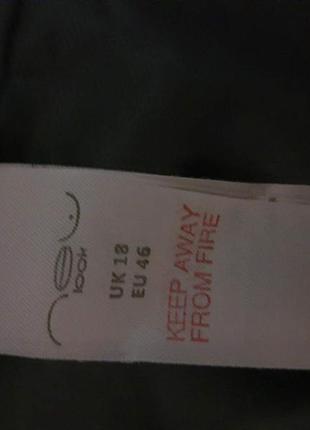 new
look
UK 18
EU 46
KEEP AWAY
FROM FIRE